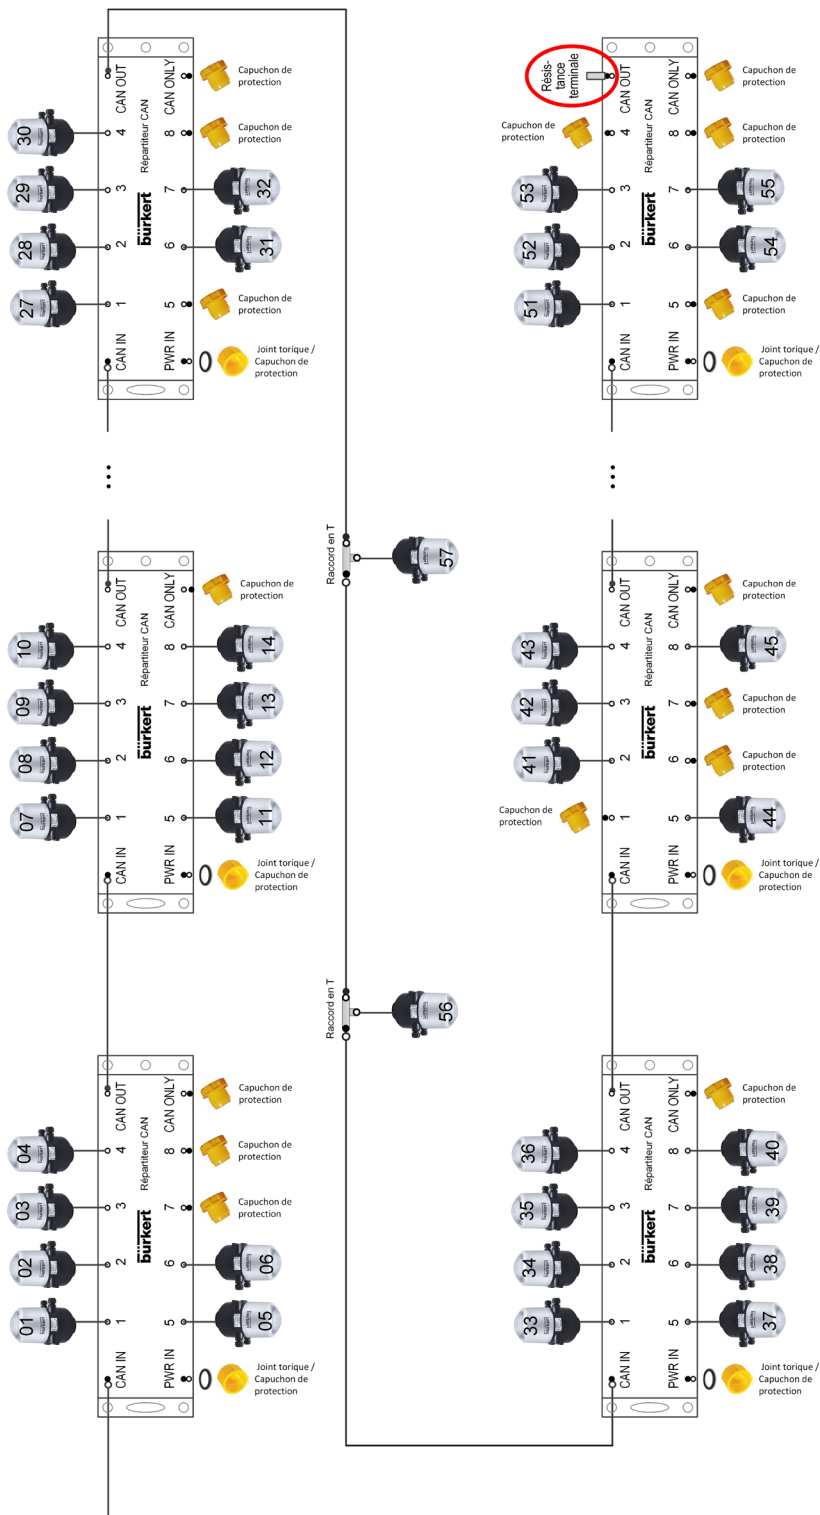 CAN OUT
CAN ONLY
Capuchon de
protection
30
4
8
Capuchon de
protection
Répartiteur CAN
29
3
7
32
bürkert
28
2
6
31
27
1
5
Capuchon de
protection
CAN IN
PWR IN
Joint torique /
Capuchon de
protection
...
Résis-
tance
terminale
CAN OUT
CAN ONLY
Capuchon de
protection
Capuchon de
protection
4
8
Capuchon de
protection
Répartiteur CAN
53
3
7
55
bürkert
52
2
6
54
51
1
5
Capuchon de
protection
CAN IN
PWR IN
Joint torique /
Capuchon de
protection
...
Raccord en T
57
CAN OUT
CAN ONLY
Capuchon de
protection
10
4
8
14
Répartiteur CAN
09
3
7
13
bürkert
08
2
6
12
07
1
5
11
CAN IN
PWR IN
Joint torique /
Capuchon de
protection
CAN OUT
CAN ONLY
Capuchon de
protection
43
4
8
45
Répartiteur CAN
42
3
7
Capuchon de
protection
bürkert
41
2
6
Capuchon de
protection
Capuchon de
protection
1
5
44
CAN IN
PWR IN
Joint torique /
Capuchon de
protection
Raccord en T
56
CAN OUT
CAN ONLY
Capuchon de
protection
04
4
8
Capuchon de
protection
Répartiteur CAN
03
3
7
Capuchon de
protection
bürkert
02
2
6
06
01
1
5
05
CAN IN
PWR IN
Joint torique /
Capuchon de
protection
CAN OUT
CAN ONLY
Capuchon de
protection
36
4
8
40
Répartiteur CAN
35
3
7
39
bürkert
34
2
6
38
33
1
5
37
CAN IN
PWR IN
Joint torique /
Capuchon de
protection